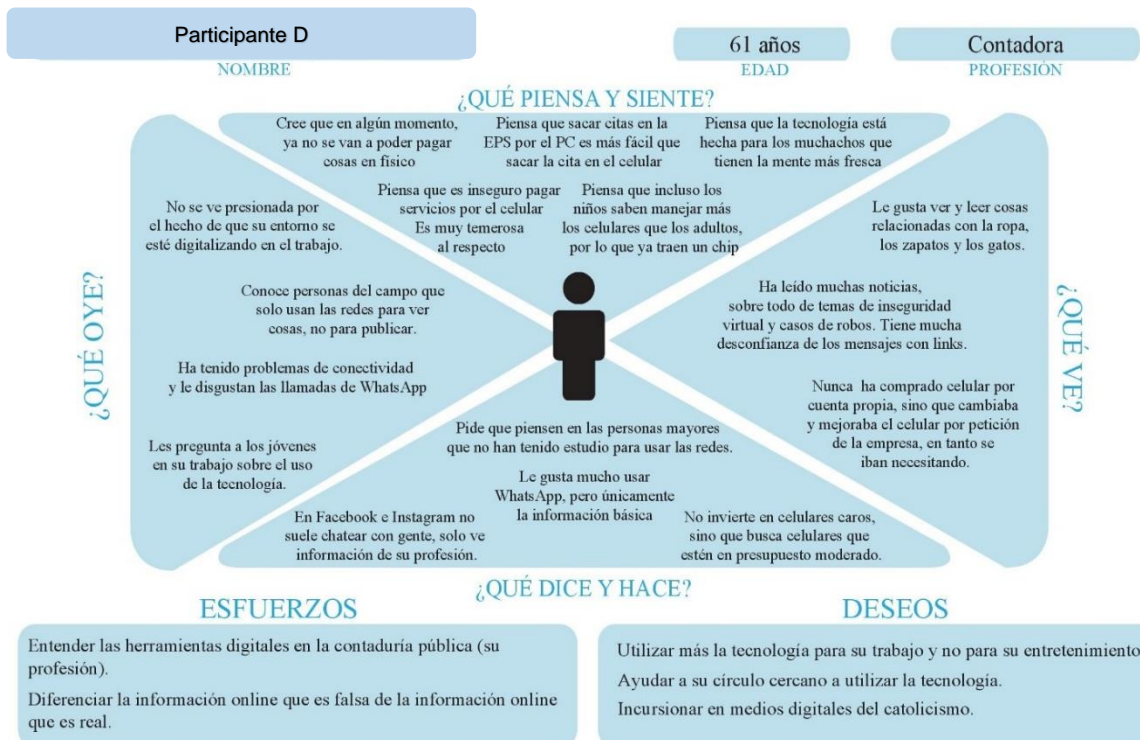 Participante D
NOMBRE
61 años
EDAD
Contadora
PROFESIÓN
¿QUÉ PIENSA Y SIENTE?
Cree que en algún momento,
ya no se van a poder pagar
cosas en físico
Piensa que sacar citas en la
EPS por el PC es más fácil que
sacar la cita en el celular
Piensa que la tecnología está
hecha para los muchachos que
tienen la mente más fresca
Piensa que es inseguro pagar
servicios por el celular
Es muy temerosa
al respecto
Piensa que incluso los
niños saben manejar más
los celulares que los adultos,
por lo que ya traen un chip
¿QUÉ OYE?
No se ve presionada por
el hecho de que su entorno se
esté digitalizando en el trabajo.
Conoce personas del campo que
solo usan las redes para ver
cosas, no para publicar.
Ha tenido problemas de conectividad
y le disgustan las llamadas de WhatsApp
Les pregunta a los jóvenes
en su trabajo sobre el uso
de la tecnología.
¿QUÉ VE?
Le gusta ver y leer cosas
relacionadas con la ropa,
los zapatos y los gatos.
Ha leído muchas noticias,
sobre todo de temas de inseguridad
virtual y casos de robos. Tiene mucha
desconfianza de los mensajes con links.
Nunca ha comprado celular por
cuenta propia, sino que cambiaba
y mejoraba el celular por petición
de la empresa, en tanto se
iban necesitando.
Pide que piensen en las personas mayores
que no han tenido estudio para usar las redes.
Le gusta mucho usar
WhatsApp, pero únicamente
la información básica
En Facebook e Instagram no
suele chatear con gente, solo ve
información de su profesión.
No invierte en celulares caros,
sino que busca celulares que
estén en presupuesto moderado.
¿QUÉ DICE Y HACE?
ESFUERZOS
Entender las herramientas digitales en la contaduría pública (su
profesión).
Diferenciar la información online que es falsa de la información online
que es real.
DESEOS
Utilizar más la tecnología para su trabajo y no para su entretenimiento
Ayudar a su círculo cercano a utilizar la tecnología.
Incursionar en medios digitales del catolicismo.